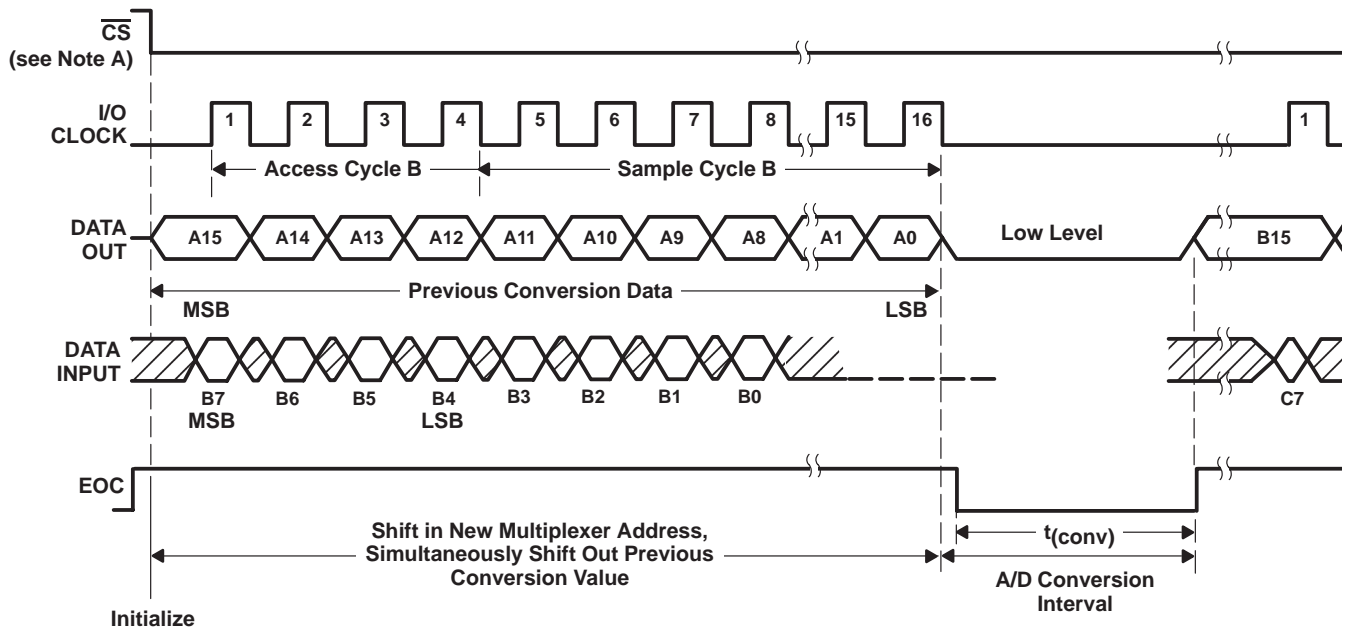 CS
(see Note A)
I/O
CLOCK
1 2 3 4 5 6 7 8 15 16 1
Access Cycle B Sample Cycle B
DATA
OUT
A15 A14 A13 A12 A11 A10 A9 A8 A1 A0 Low Level B15
Previous Conversion Data
MSB LSB
DATA
INPUT
B7 B6 B5 B4 B3 B2 B1 B0 C7
MSB LSB
EOC
Shift in New Multiplexer Address,
Simultaneously Shift Out Previous
Conversion Value
t(conv)
A/D Conversion
Interval
Initialize